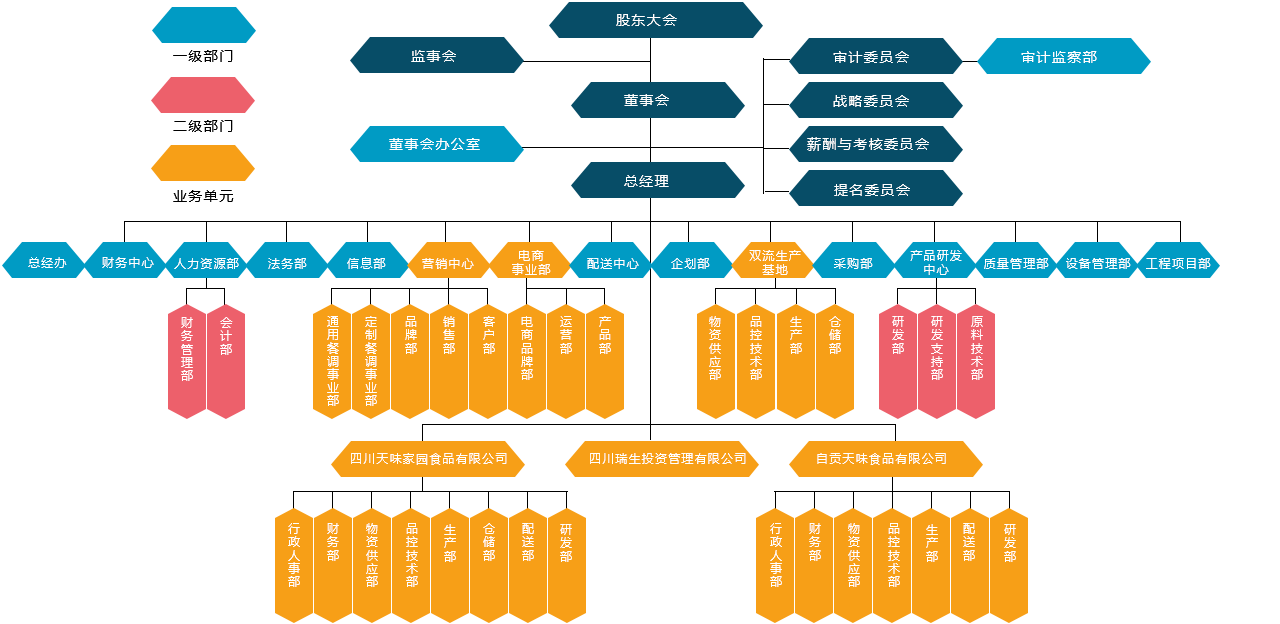 股东大会
监事会
审计委员会
审计监察部
一级部门
董事会
战略委员会
二级部门
董事会办公室
薪酬与考核委员会
总经理
提名委员会
业务单元
总经办
财务中心
人力资源部
法务部
信息部
营销中心
电商
事业部
配送中心
企划部
双流生产
基地
采购部
产品研发
中心
质量管理部
设备管理部
工程项目部
财务管理部
会计部
通用餐调事业部
定制餐调事业部
品牌部
销售部
客户部
电商品牌部
运营部
产品部
物资供应部
品控技术部
生产部
仓储部
研发部
研发支持部
原料技术部
四川天味家园食品有限公司
四川瑞生投资管理有限公司
自贡天味食品有限公司
行政人事部
财务部
物资供应部
品控技术部
生产部
仓储部
配送部
研发部
行政人事部
财务部
物资供应部
品控技术部
生产部
配送部
研发部